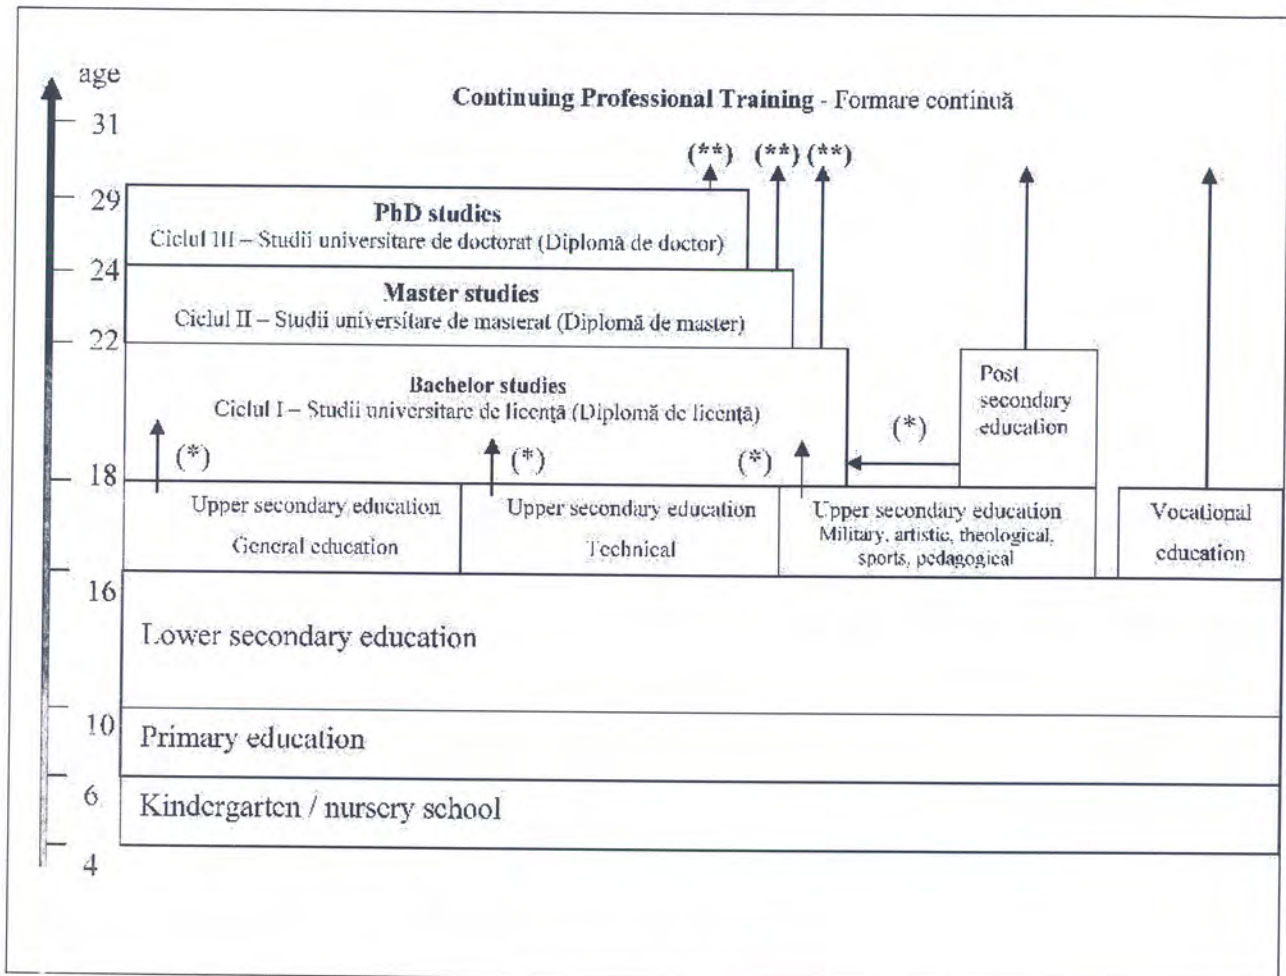 age
Continuing Professional Training - Formare continuă
31
(**) (**) (**)
29
PhD studies
Ciclul III – Studii universitare de doctorat (Diplomă de doctor)
24
Master studies
Ciclul II – Studii universitare de masterat (Diplomă de master)
22
Bachelor studies
Ciclul I – Studii universitare de licență (Diplomă de licență)
Post
secondary
education
(*)
(*)
(*)
(*)
18
Upper secondary education
General education
Upper secondary education
Technical
Upper secondary education
Military, artistic, theological,
sports, pedagogical
Vocational
education
16
Lower secondary education
10
Primary education
6
Kindergarten / nursery school
4